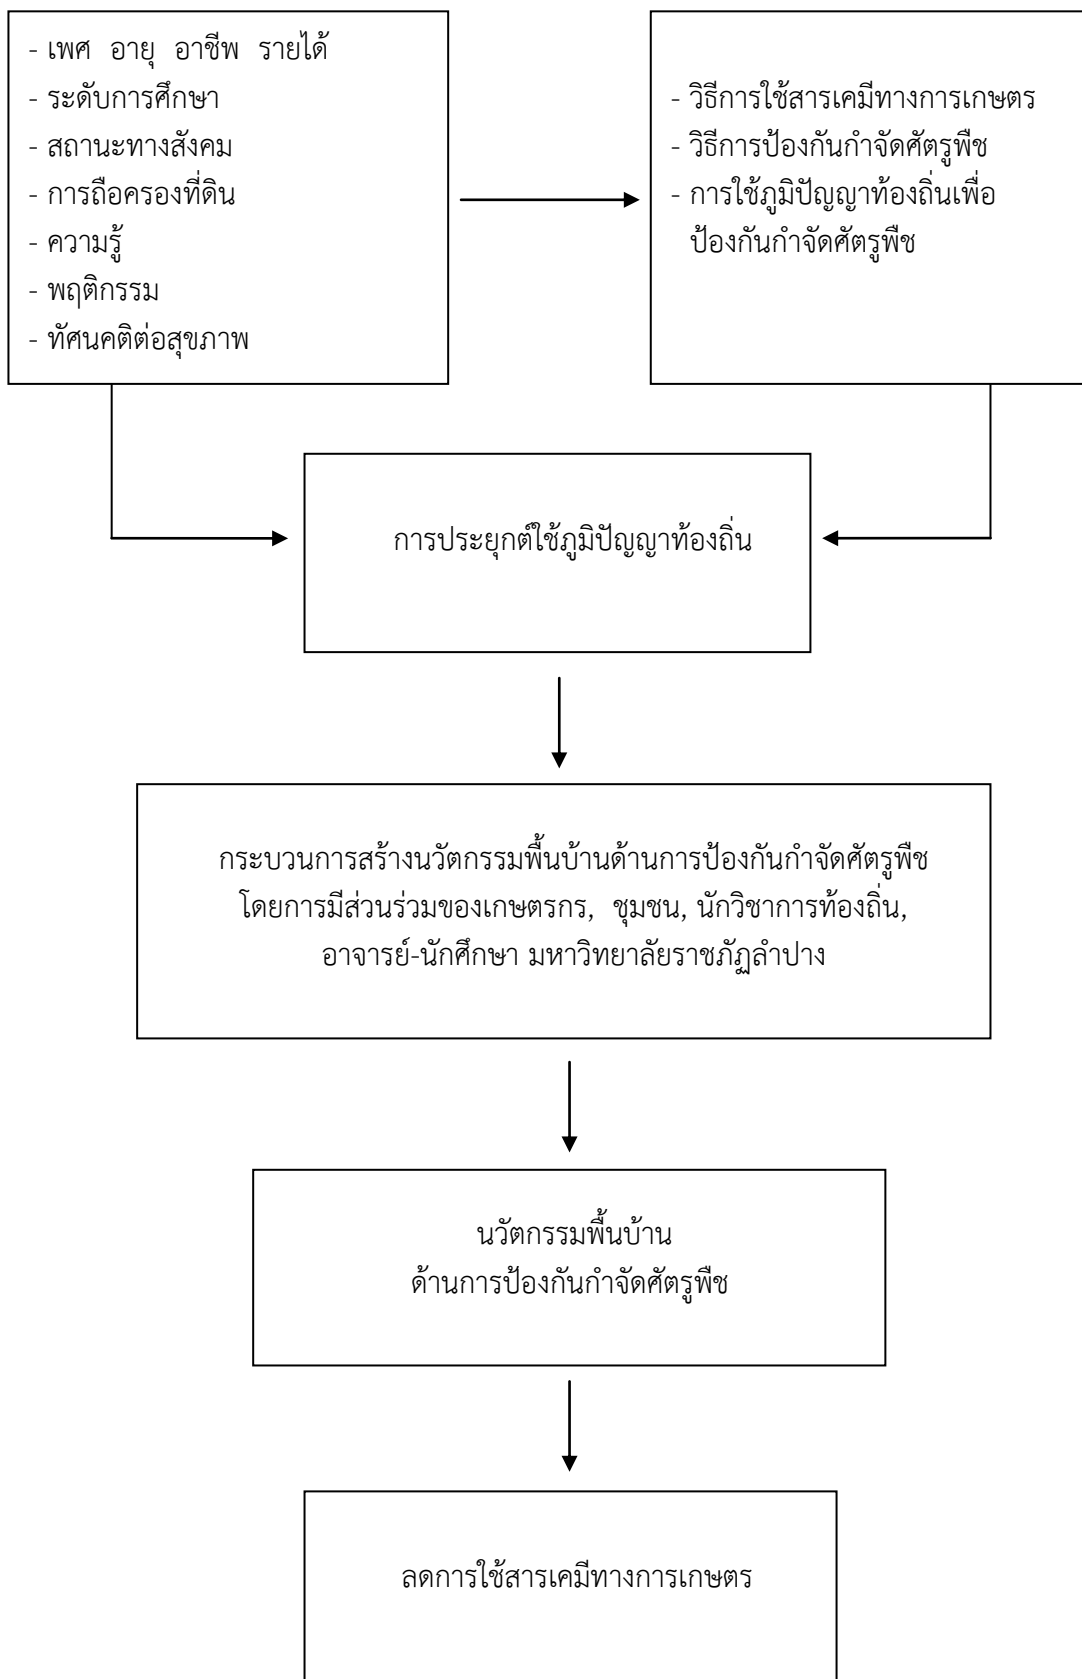 - เพศ อายุ อาชีพ รายได้
- ระดับการศึกษา
- สถานะทางสังคม
- การถือครองที่ดิน
- ความรู้
- พฤติกรรม
- ทัศนคติต่อสุขภาพ
- วิธีการใช้สารเคมีทางการเกษตร
- วิธีการป้องกันกำจัดศัตรูพืช
- การใช้ภูมิปัญญาท้องถิ่นเพื่อ
ป้องกันกำจัดศัตรูพืช
การประยุกต์ใช้ภูมิปัญญาท้องถิ่น
กระบวนการสร้างนวัตกรรมพื้นบ้านด้านการป้องกันกำจัดศัตรูพืช
โดยการมีส่วนร่วมของเกษตรกร, ชุมชน, นักวิชาการท้องถิ่น,
อาจารย์-นักศึกษา มหาวิทยาลัยราชภัฏลำปาง
นวัตกรรมพื้นบ้าน
ด้านการป้องกันกำจัดศัตรูพืช
ลดการใช้สารเคมีทางการเกษตร